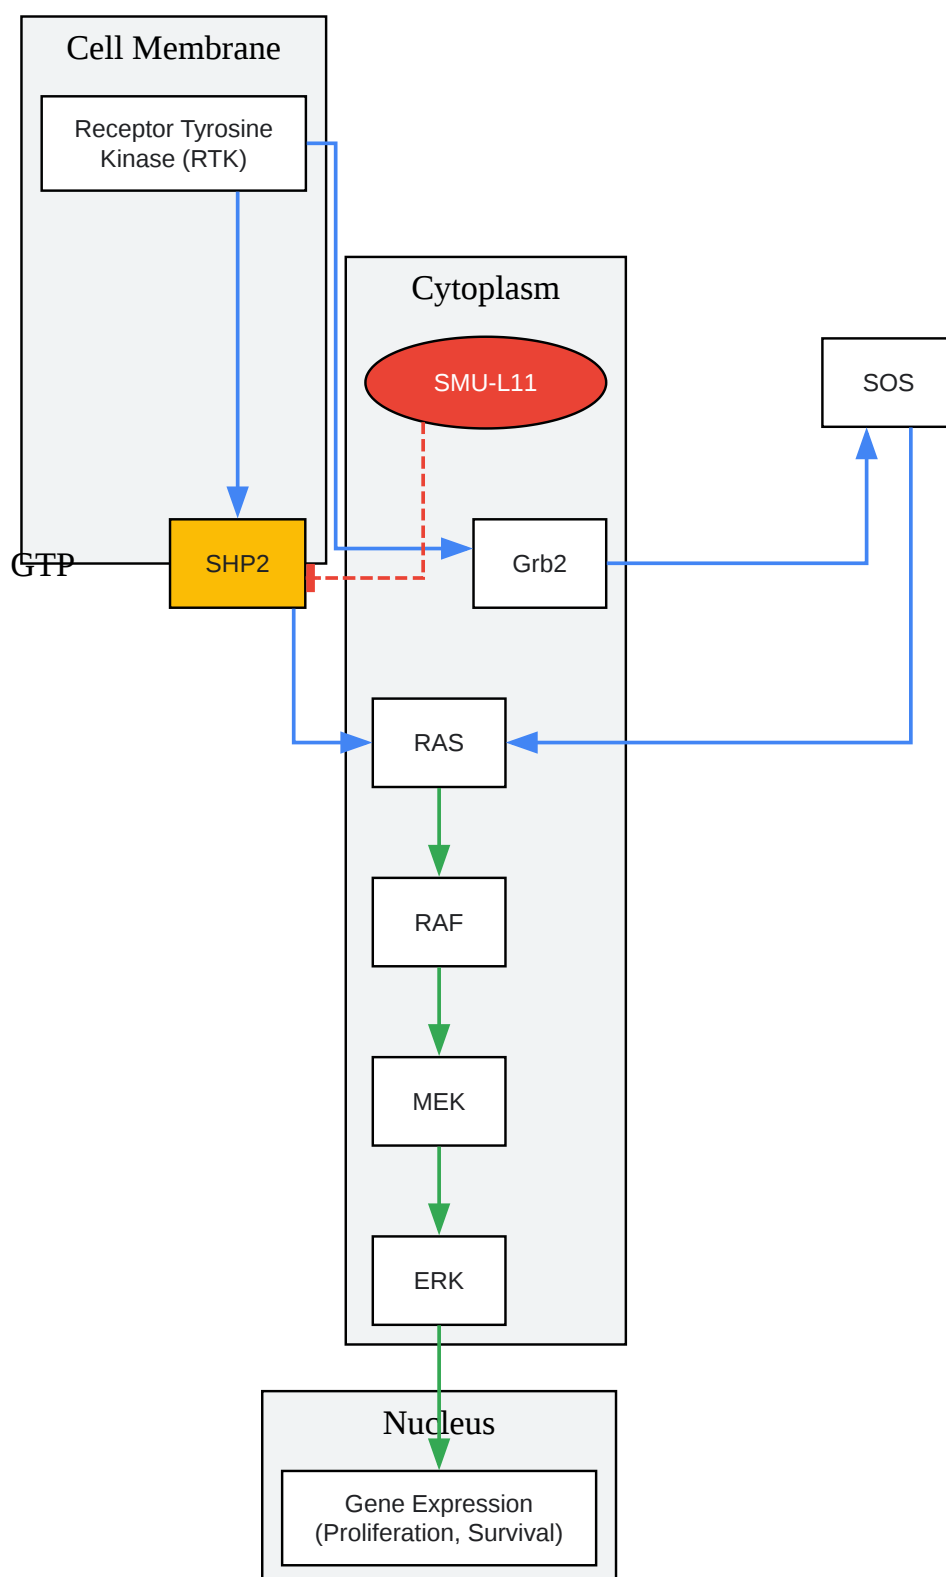 Cell Membrane
Receptor Tyrosine
Kinase (RTK)
Cytoplasm
SMU-L11
SOS
GTP
SHP2
Grb2
RAS
RAF
MEK
ERK
Nucleus
Gene Expression
(Proliferation, Survival)